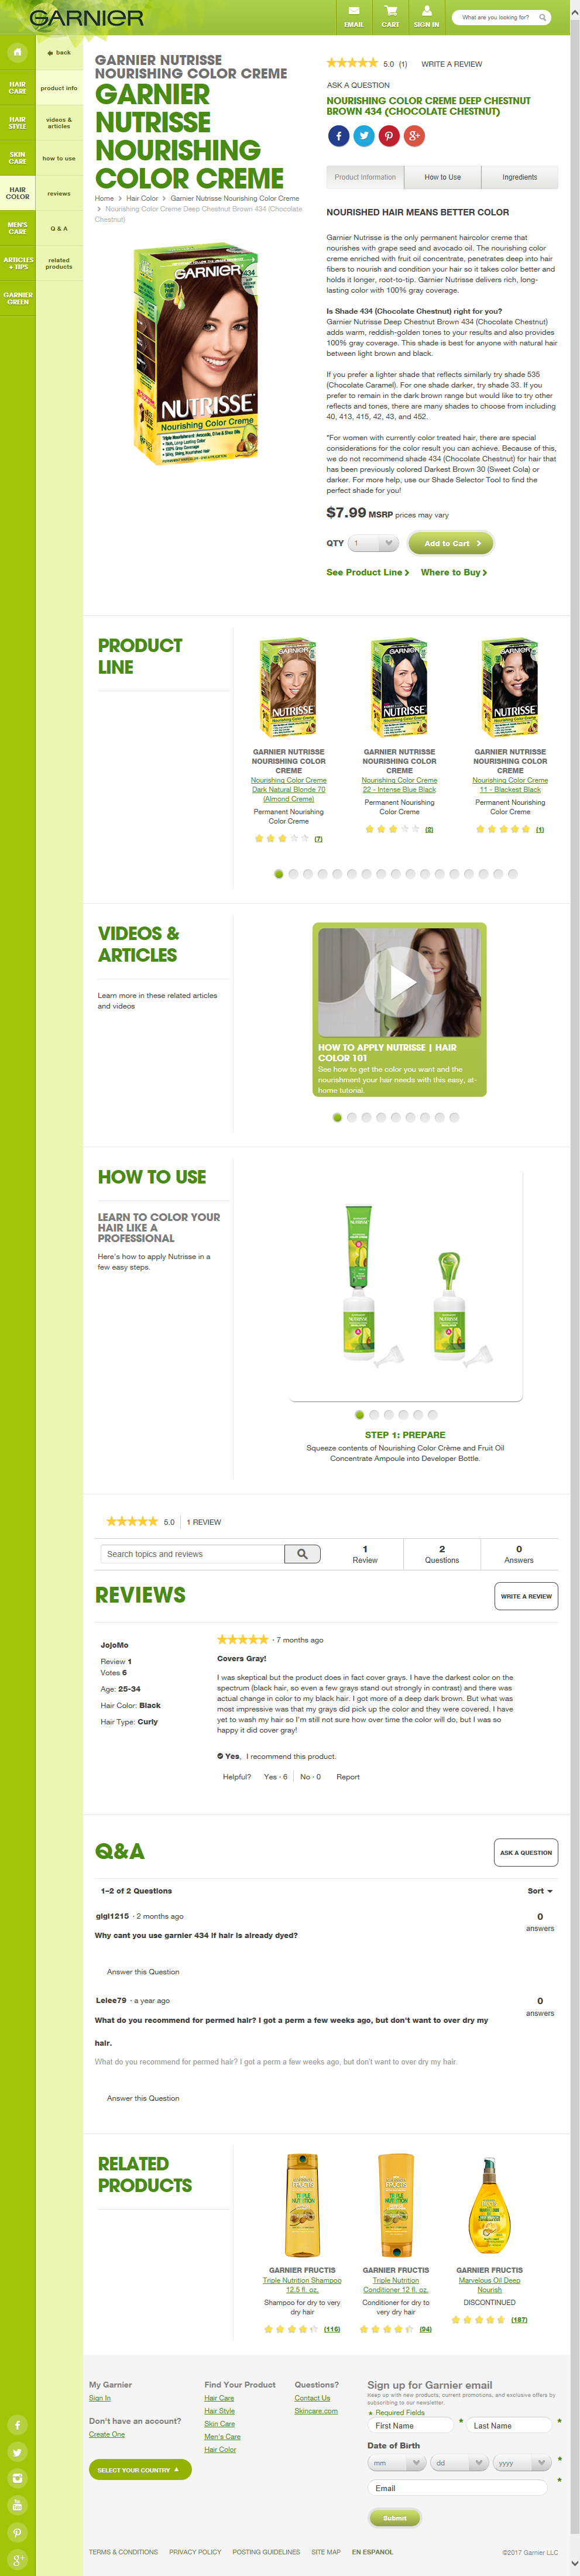 GARNIER
EMAIL
CART
SIGN IN
What are you looking for?
HAIR
CARE
HAIR
STYLE
SKIN
CARE
HAIR
COLOR
MEN'S
CARE
ARTICLES
+ TIPS
GARNIER
GREEN
back
product info
videos &
articles
how to use
reviews
Q & A
related
products
GARNIER NUTRISSE
NOURISHING COLOR CREME
GARNIER
NUTRISSE
NOURISHING
COLOR CREME
Home > Hair Color > Garnier Nutrisse Nourishing Color Creme
> Nourishing Color Creme Deep Chestnut Brown 434 (Chocolate
Chestnut)
GARNIER
434
NUTRISSE
Nourishing Color Creme
5.0 (1) WRITE A REVIEW
ASK A QUESTION
NOURISHING COLOR CREME DEEP CHESTNUT
BROWN 434 (CHOCOLATE CHESTNUT)
Product Information
How to Use
Ingredients
NOURISHED HAIR MEANS BETTER COLOR
Garnier Nutrisse is the only permanent haircolor creme that
nourishes with grape seed and avocado oil. The nourishing color
creme enriched with fruit oil concentrate, penetrates deep into hair
fibers to nourish and condition your hair so it takes color better and
holds it longer, root-to-tip. Garnier Nutrisse delivers rich, long-
lasting color with 100% gray coverage.
Is Shade 434 (Chocolate Chestnut) right for you?
Garnier Nutrisse Deep Chestnut Brown 434 (Chocolate Chestnut)
adds warm, reddish-golden tones to your results and also provides
100% gray coverage. This shade is best for anyone with natural hair
between light brown and black.
If you prefer a lighter shade that reflects similarly try shade 535
(Chocolate Caramel). For one shade darker, try shade 33. If you
prefer to remain in the dark brown range but would like to try other
reflects and tones, there are many shades to choose from including
40, 413, 415, 42, 43, and 452.
*For women with currently color treated hair, there are special
considerations for the color result you can achieve. Because of this,
we do not recommend shade 434 (Chocolate Chestnut) for hair that
has been previously colored Darkest Brown 30 (Sweet Cola) or
darker. For more help, use our Shade Selector Tool to find the
perfect shade for you!
$7.99 MSRP prices may vary
QTY 1 Add to Cart >
See Product Line > Where to Buy >
PRODUCT
LINE
GARNIER NUTRISSE
NOURISHING COLOR
CREME
Nourishing Color Creme
Dark Natural Blonde 70
(Almond Creme)
Permanent Nourishing
Color Creme
(7)
GARNIER NUTRISSE
NOURISHING COLOR
CREME
Nourishing Color Creme
22 - Intense Blue Black
Permanent Nourishing
Color Creme
(2)
GARNIER NUTRISSE
NOURISHING COLOR
CREME
Nourishing Color Creme
11 - Blackest Black
Permanent Nourishing
Color Creme
(1)
VIDEOS &
ARTICLES
Learn more in these related articles
and videos
HOW TO APPLY NUTRISSE | HAIR
COLOR 101
See how to get the color you want and the
nourishment your hair needs with this easy, at-
home tutorial.
HOW TO USE
LEARN TO COLOR YOUR
HAIR LIKE A
PROFESSIONAL
Here's how to apply Nutrisse in a
few easy steps.
STEP 1: PREPARE
Squeeze contents of Nourishing Color Crème and Fruit Oil
Concentrate Ampoule into Developer Bottle.
5.0 1 REVIEW
Search topics and reviews
1
Review
2
Questions
0
Answers
REVIEWS
WRITE A REVIEW
JojoMo
Review 1
Votes 6
Age: 25-34
Hair Color: Black
Hair Type: Curly
· 7 months ago
Covers Gray!
I was skeptical but the product does in fact cover grays. I have the darkest color on the
spectrum (black hair, so even a few grays stand out strongly in contrast) and there was
actual change in color to my black hair. I got more of a deep dark brown. But what was
most impressive was that my grays did pick up the color and they were covered. I have
yet to wash my hair so I'm still not sure how over time the color will do, but I was so
happy it did cover gray!
Yes, I recommend this product.
Helpful? Yes · 6 No · 0 Report
Q&A
ASK A QUESTION
1–2 of 2 Questions
Sort
gigi1215 · 2 months ago
Why cant you use garnier 434 if hair is already dyed?
0
answers
Answer this Question
Lelee79 · a year ago
What do you recommend for permed hair? I got a perm a few weeks ago, but don't want to over dry my
hair.
What do you recommend for permed hair? I got a perm a few weeks ago, but don't want to over dry my hair.
0
answers
Answer this Question
RELATED
PRODUCTS
GARNIER FRUCTIS
Triple Nutrition Shampoo
12.5 fl. oz.
Shampoo for dry to very
dry hair
(116)
GARNIER FRUCTIS
Triple Nutrition
Conditioner 12 fl. oz.
Conditioner for dry to
very dry hair
(94)
GARNIER FRUCTIS
Marvelous Oil Deep
Nourish
DISCONTINUED
(187)
My Garnier
Sign In
Don't have an account?
Create One
SELECT YOUR COUNTRY
Find Your Product
Hair Care
Hair Style
Skin Care
Men's Care
Hair Color
Questions?
Contact Us
Skincare.com
Sign up for Garnier email
Keep up with new products, current promotions, and exclusive offers by
subscribing to our newsletter.
* Required Fields
First Name * Last Name *
Date of Birth
mm dd yyyy *
Email *
Submit
TERMS & CONDITIONS PRIVACY POLICY POSTING GUIDELINES SITE MAP EN ESPANOL
©2017 Garnier LLC